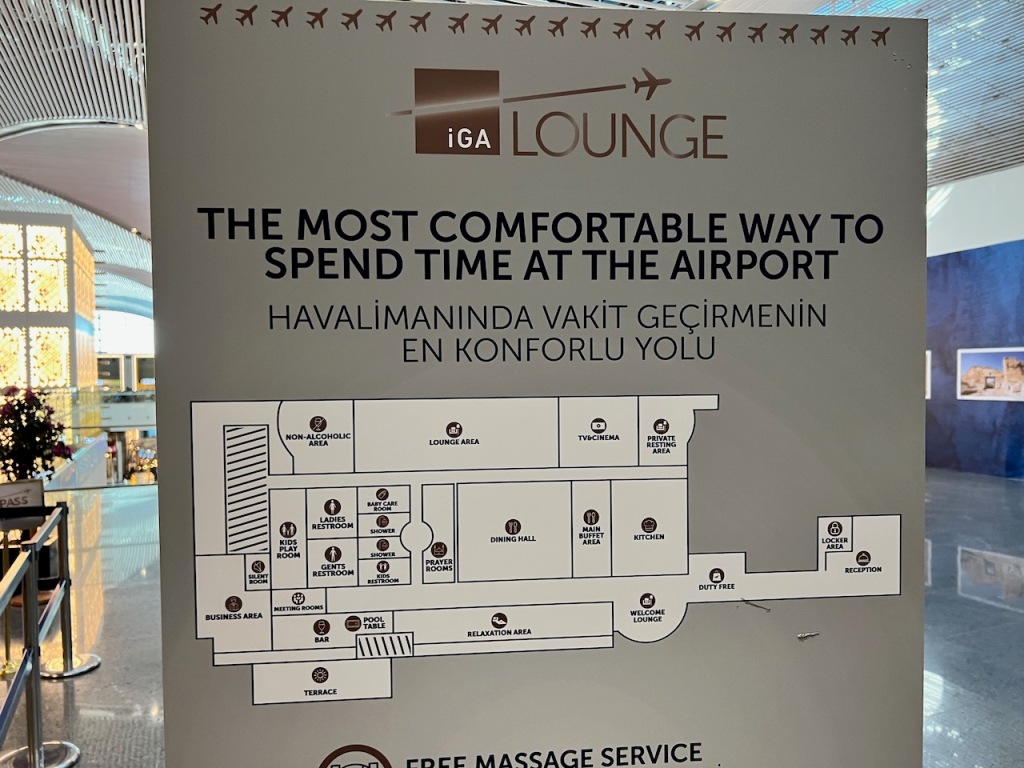 iGA LOUNGE
THE MOST COMFORTABLE WAY TO
SPEND TIME AT THE AIRPORT
HAVALİMANINDA VAKİT GEÇİRMENİN
EN KONFORLU YOLU
NON-ALCOHOLIC
AREA
LOUNGE AREA
TV&CINEMA
PRIVATE
RESTING
AREA
KIDS
PLAY
ROOM
LADIES
RESTROOM
BABY CARE
ROOM
SHOWER
SHOWER
GENTS
RESTROOM
KIDS
RESTROOM
PRAYER
ROOMS
DINING HALL
MAIN
BUFFET
AREA
KITCHEN
LOCKER
AREA
RECEPTION
SILENT
ROOM
BUSINESS AREA
MEETING ROOMS
DUTY FREE
WELCOME
LOUNGE
BAR
POOL
TABLE
RELAXATION AREA
TERRACE
FREE MASSAGE SERVICE
PASS